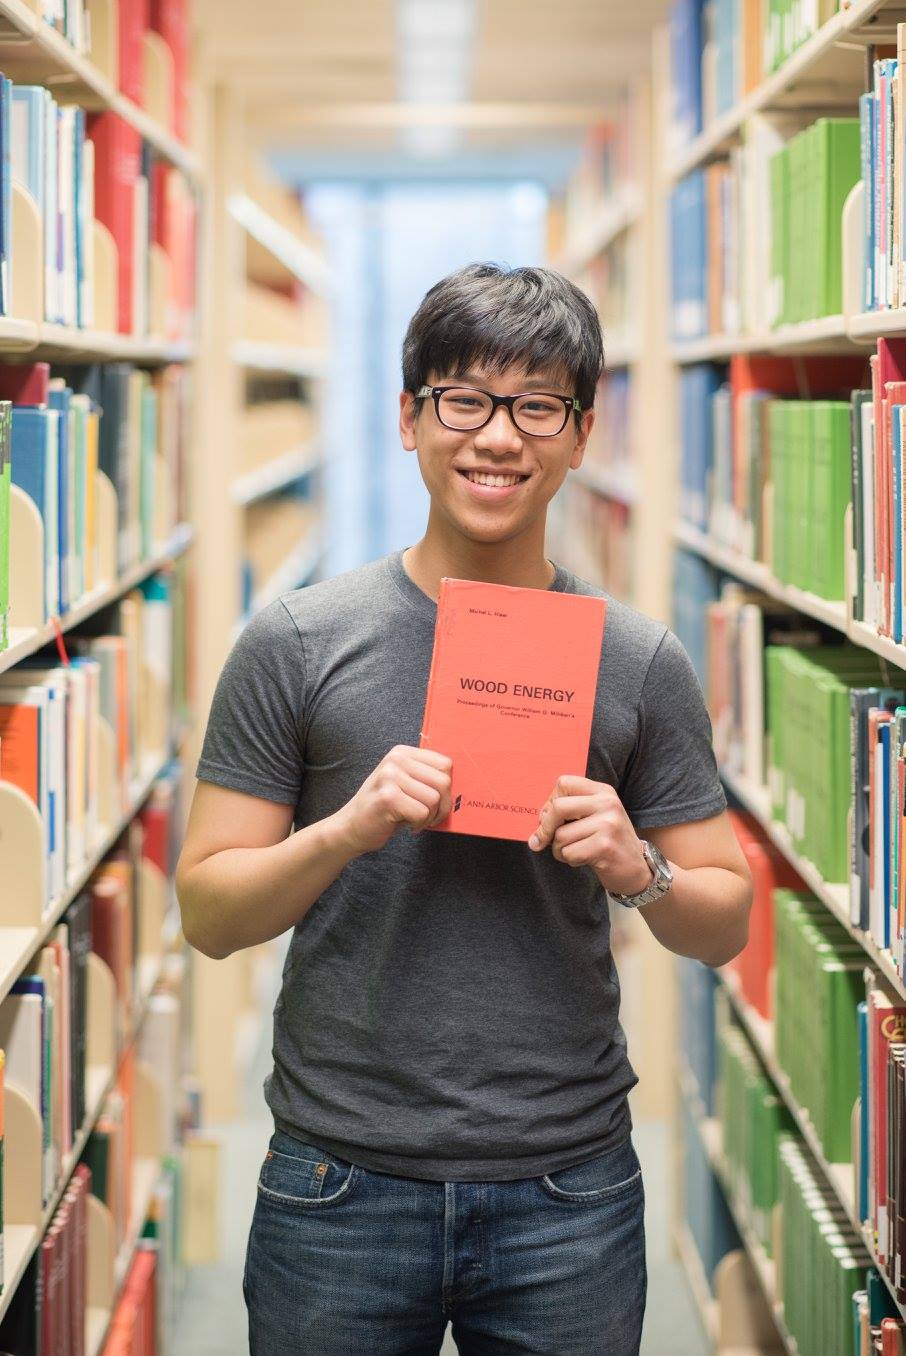 WOOD ENERGY
Proceedings of Governor William G. Milliken's
Conference
ANN ARBOR SCIENCE